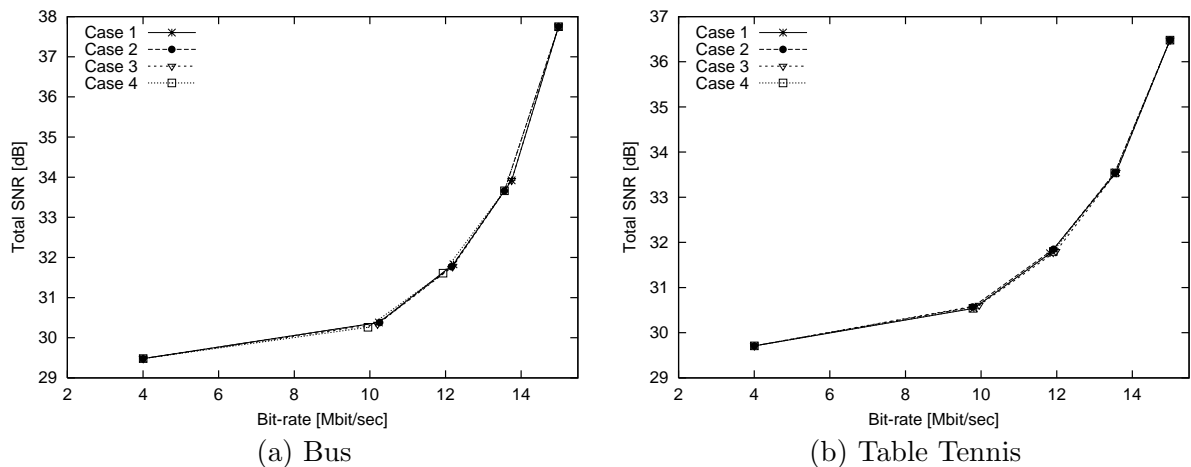 38
37
36
35
34
33
32
31
30
29
Total SNR [dB]
Case 1
Case 2
Case 3
Case 4
2 4 6 8 10 12 14
Bit-rate [Mbit/sec]
(a) Bus
37
36
35
34
33
32
31
30
29
Total SNR [dB]
Case 1
Case 2
Case 3
Case 4
2 4 6 8 10 12 14
Bit-rate [Mbit/sec]
(b) Table Tennis